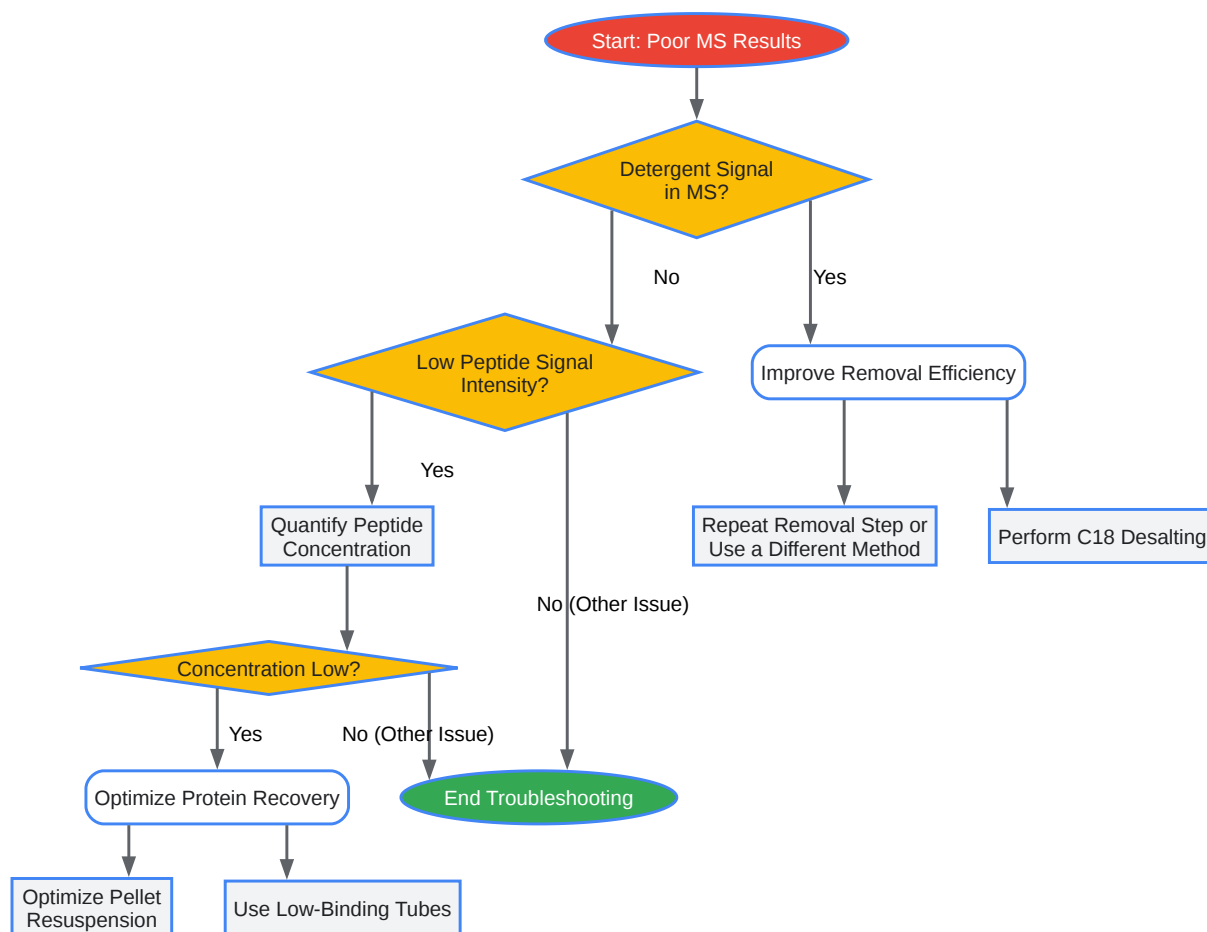 Start: Poor MS Results
Detergent Signal
in MS?
No
Yes
Low Peptide Signal
Intensity?
Improve Removal Efficiency
Yes
Quantify Peptide
Concentration
Repeat Removal Step or
Use a Different Method
Perform C18 Desalting
No (Other Issue)
Concentration Low?
Yes
No (Other Issue)
Optimize Protein Recovery
End Troubleshooting
Optimize Pellet
Resuspension
Use Low-Binding Tubes